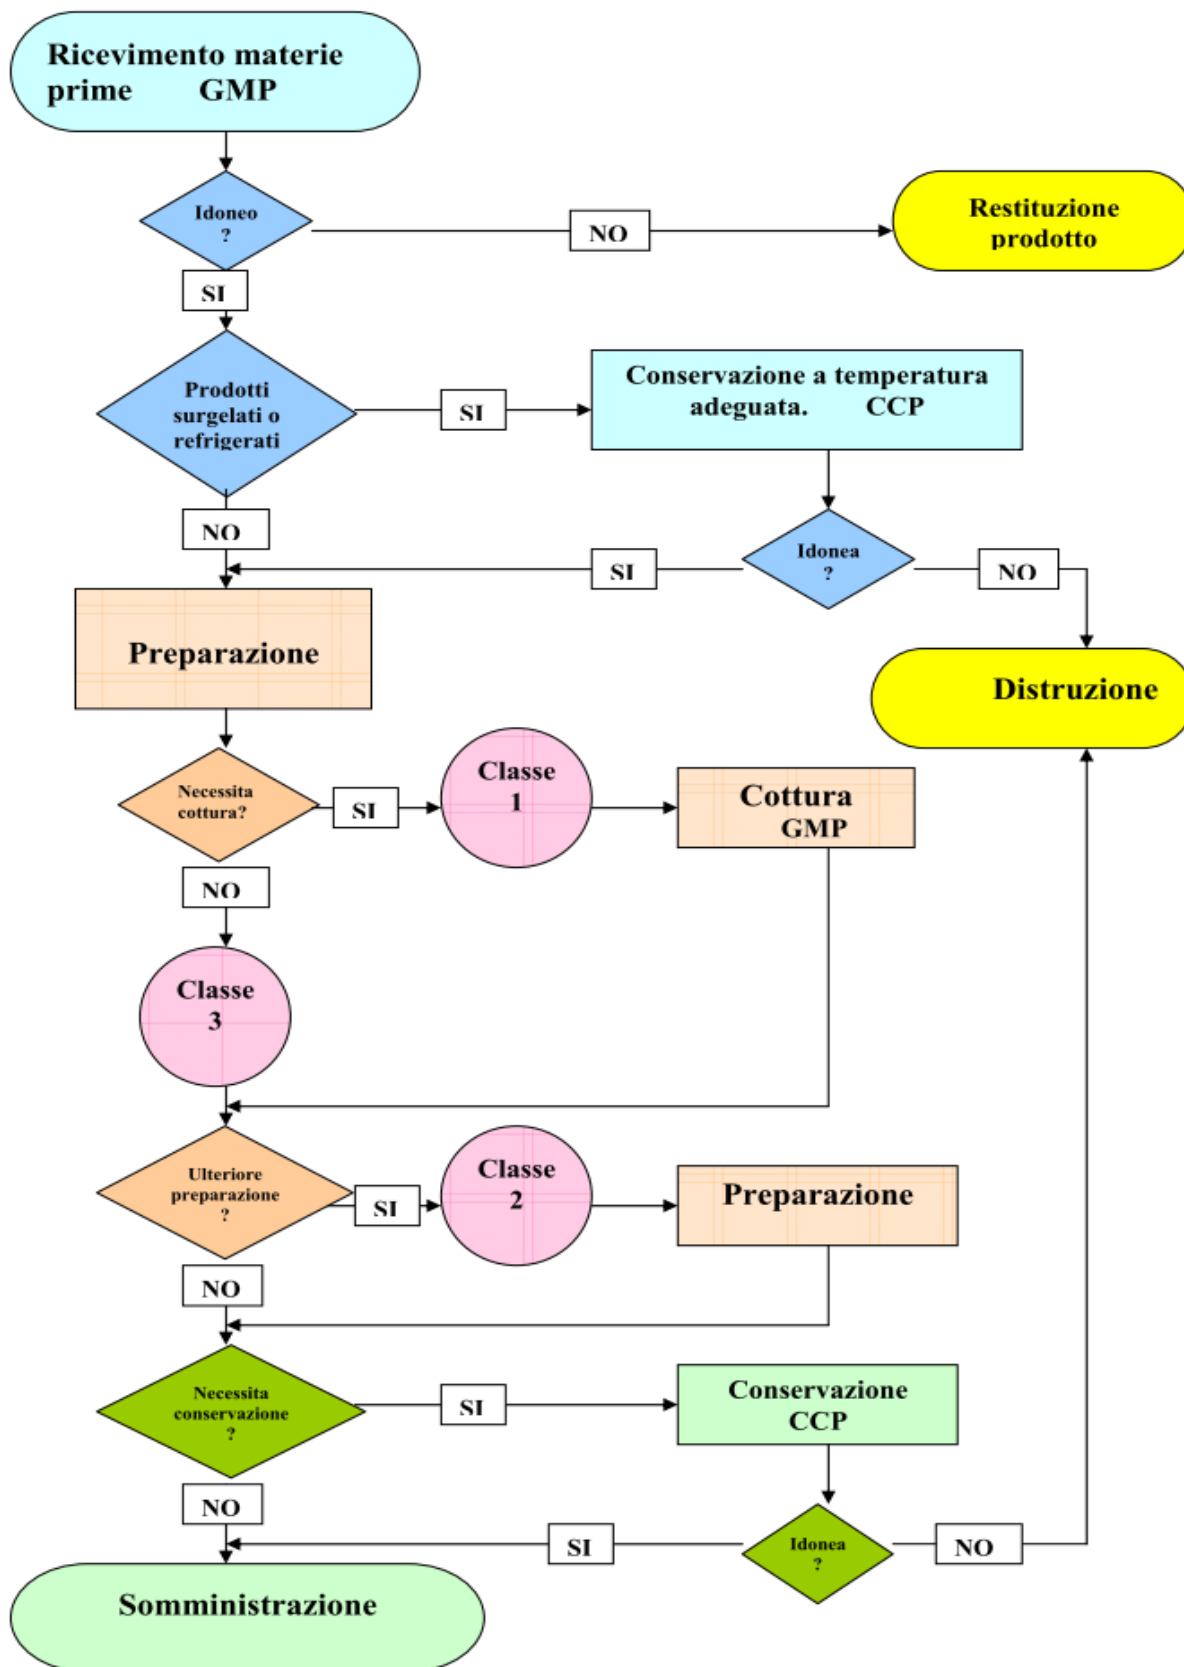 Ricevimento materie
prime GMP
Idoneo
?
NO
Restituzione
prodotto
SI
Prodotti
surgelati o
refrigerati
SI
Conservazione a temperatura
adeguata. CCP
NO
SI
Idonea
?
NO
Preparazione
Distruzione
Necessita
cottura?
SI
Classe
1
Cottura
GMP
NO
Classe
3
Ulteriore
preparazione
?
SI
Classe
2
Preparazione
NO
Necessita
conservazione
?
SI
Conservazione
CCP
NO
SI
Idonea
?
NO
Somministrazione